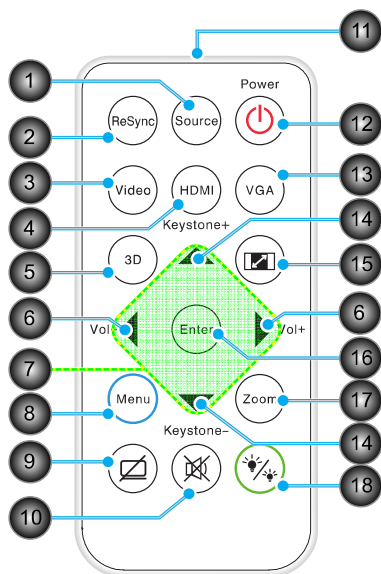 11
1
Power
ReSync
Source
2
12
3
13
Video
HDMI
VGA
4
Keystone+
14
5
3D
15
6
Vol
Enter
Vol+
6
16
7
8
Menu
Zoom
17
Keystone-
14
9
10
18